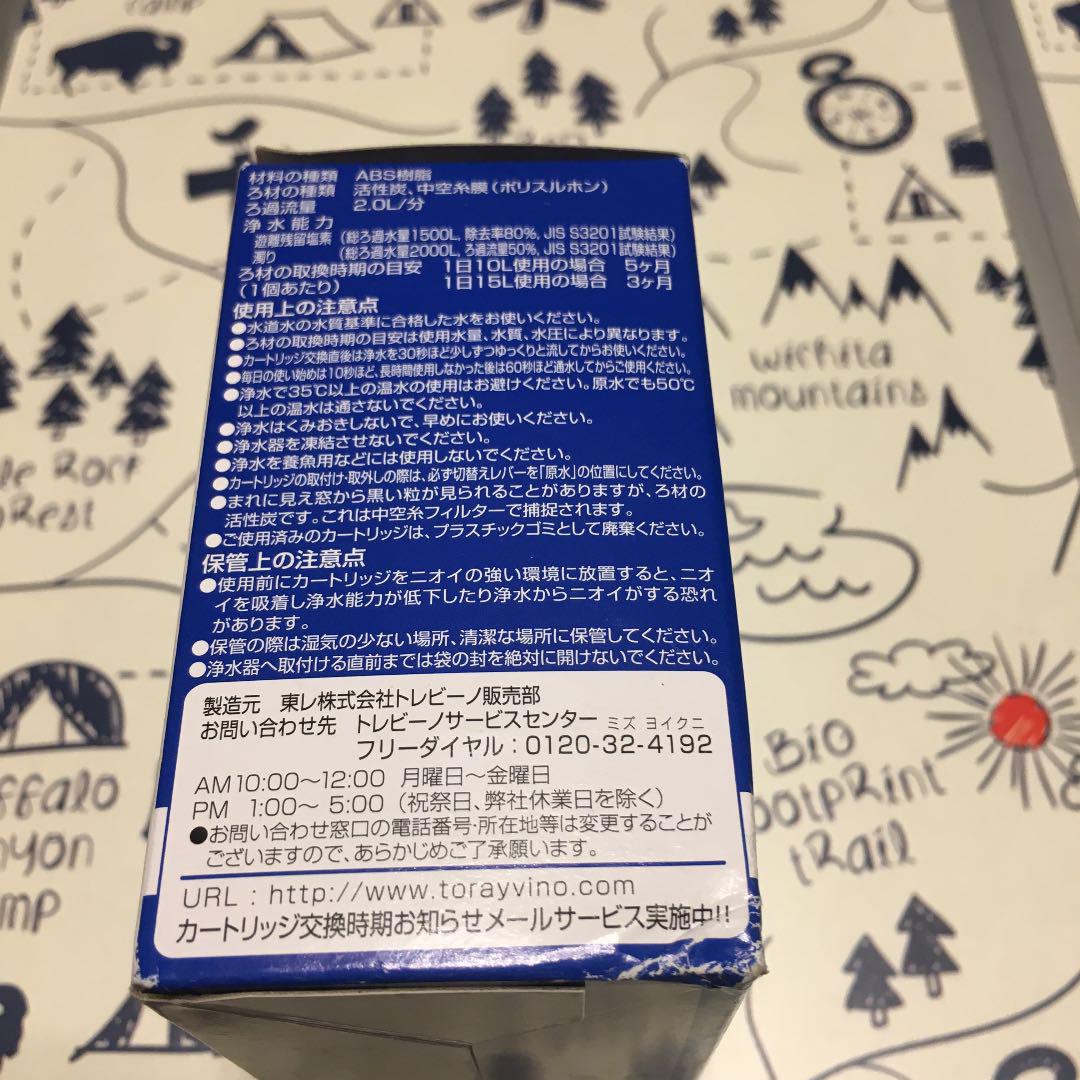 材料の種類 ABS樹脂
ろ材の種類 活性炭、中空糸膜(ポリスルホン)
ろ過流量 2.0L/分
浄水能力
遊離残留塩素 (総ろ過水量1500L, 除去率80%, JIS S3201試験結果)
濁り (総ろ過水量2000L, ろ過流量50%, JIS S3201試験結果)
ろ材の取換時期の目安 1日10L使用の場合 5ヶ月
(1個あたり) 1日15L使用の場合 3ヶ月
使用上の注意点
●水道水の水質基準に合格した水をお使いください。
●ろ材の取換時期の目安は使用水量、水質、水圧により異なります。
●カートリッジ交換直後は浄水を30秒ほど少しずつゆっくりと流してからお使いください。
●毎日の使い始めは10秒ほど、長時間使用しなかった後は60秒ほど通水してからご使用ください。
●浄水で35℃以上の温水の使用はお避けください。原水でも50℃
以上の温水は通さないでください。
●浄水はくみおきしないで、早めにお使いください。
●浄水器を凍結させないでください。
●浄水を養魚用などには使用しないでください。
●カートリッジの取付け・取外しの際は、必ず切替えレバーを「原水」の位置にしてください。
●まれに見え窓から黒い粒が見られることがありますが、ろ材の
活性炭です。これは中空糸フィルターで捕捉されます。
●ご使用済みのカートリッジは、プラスチックゴミとして廃棄ください。
保管上の注意点
●使用前にカートリッジをニオイの強い環境に放置すると、ニオ
イを吸着し浄水能力が低下したり浄水からニオイがする恐れ
があります。
●保管の際は湿気の少ない場所、清潔な場所に保管してください。
●浄水器へ取付ける直前までは袋の封を絶対に開けないでください。
製造元 東レ株式会社トレビーノ販売部
お問い合わせ先 トレビーノサービスセンター ミズ ヨイクニ
フリーダイヤル:0120-32-4192
AM10:00〜12:00 月曜日〜金曜日
PM 1:00〜 5:00 (祝祭日、弊社休業日を除く)
●お問い合わせ窓口の電話番号・所在地等は変更することが
ございますので、あらかじめご了承願います。
URL : http://www.torayvino.com
カートリッジ交換時期お知らせメールサービス実施中!!
wichita
mountains
Bio
ootpRint
tRail
ffalo
nyon
mp